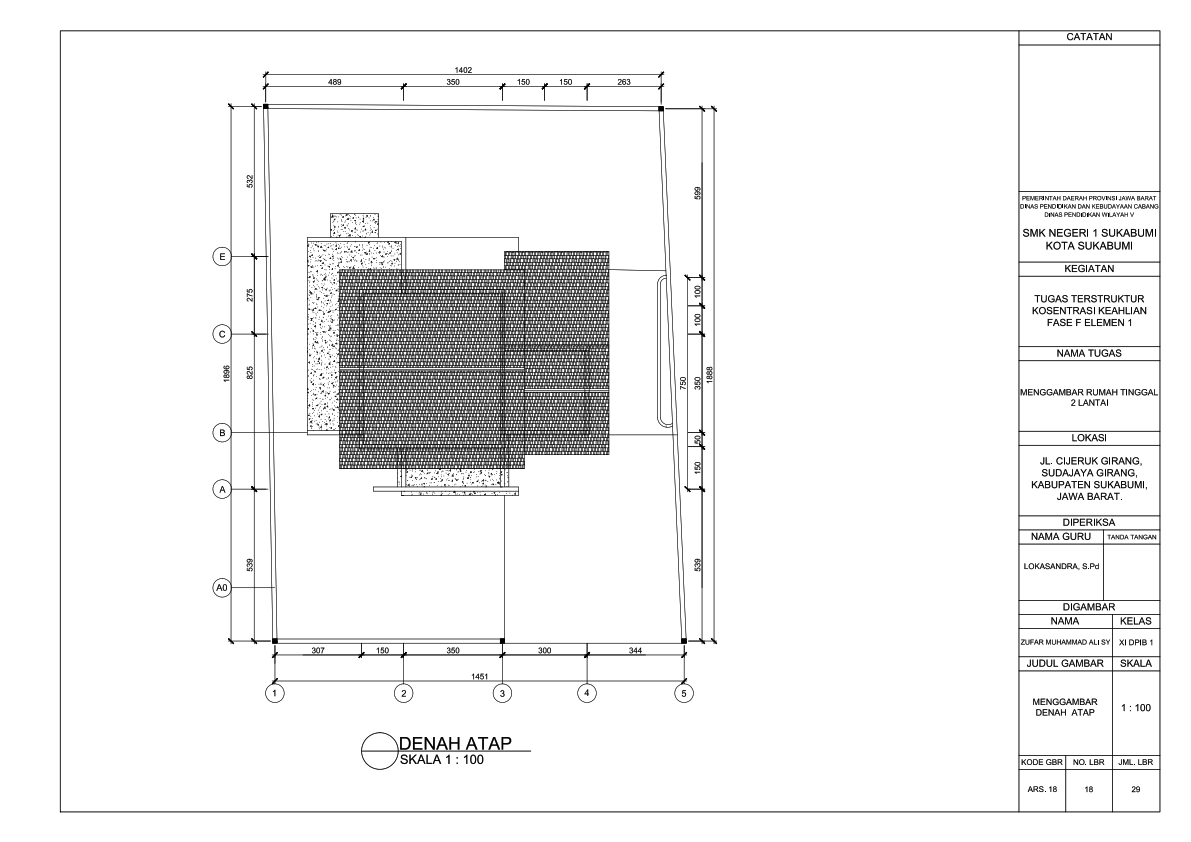 1402
489 350 150 150 263
532
599
E
275
100
100
C
1896
825
750
350
1888
B
50
150
A
539
539
A0
307 150 350 300 344
1451
1 2 3 4 5
DENAH ATAP
SKALA 1 : 100
CATATAN
PEMERINTAH DAERAH PROVINSI JAWA BARAT
DINAS PENDIDIKAN DAN KEBUDAYAAN CABANG
DINAS PENDIDIKAN WILAYAH V
SMK NEGERI 1 SUKABUMI
KOTA SUKABUMI
KEGIATAN
TUGAS TERSTRUKTUR
KOSENTRASI KEAHLIAN
FASE F ELEMEN 1
NAMA TUGAS
MENGGAMBAR RUMAH TINGGAL
2 LANTAI
LOKASI
JL. CIJERUK GIRANG,
SUDAJAYA GIRANG,
KABUPATEN SUKABUMI,
JAWA BARAT.
DIPERIKSA
NAMA GURU TANDA TANGAN
LOKASANDRA, S.Pd
DIGAMBAR
NAMA KELAS
ZUFAR MUHAMMAD ALI SY XI DPIB 1
JUDUL GAMBAR SKALA
MENGGAMBAR
DENAH ATAP
1 : 100
KODE GBR NO. LBR JML. LBR
ARS. 18 18 29